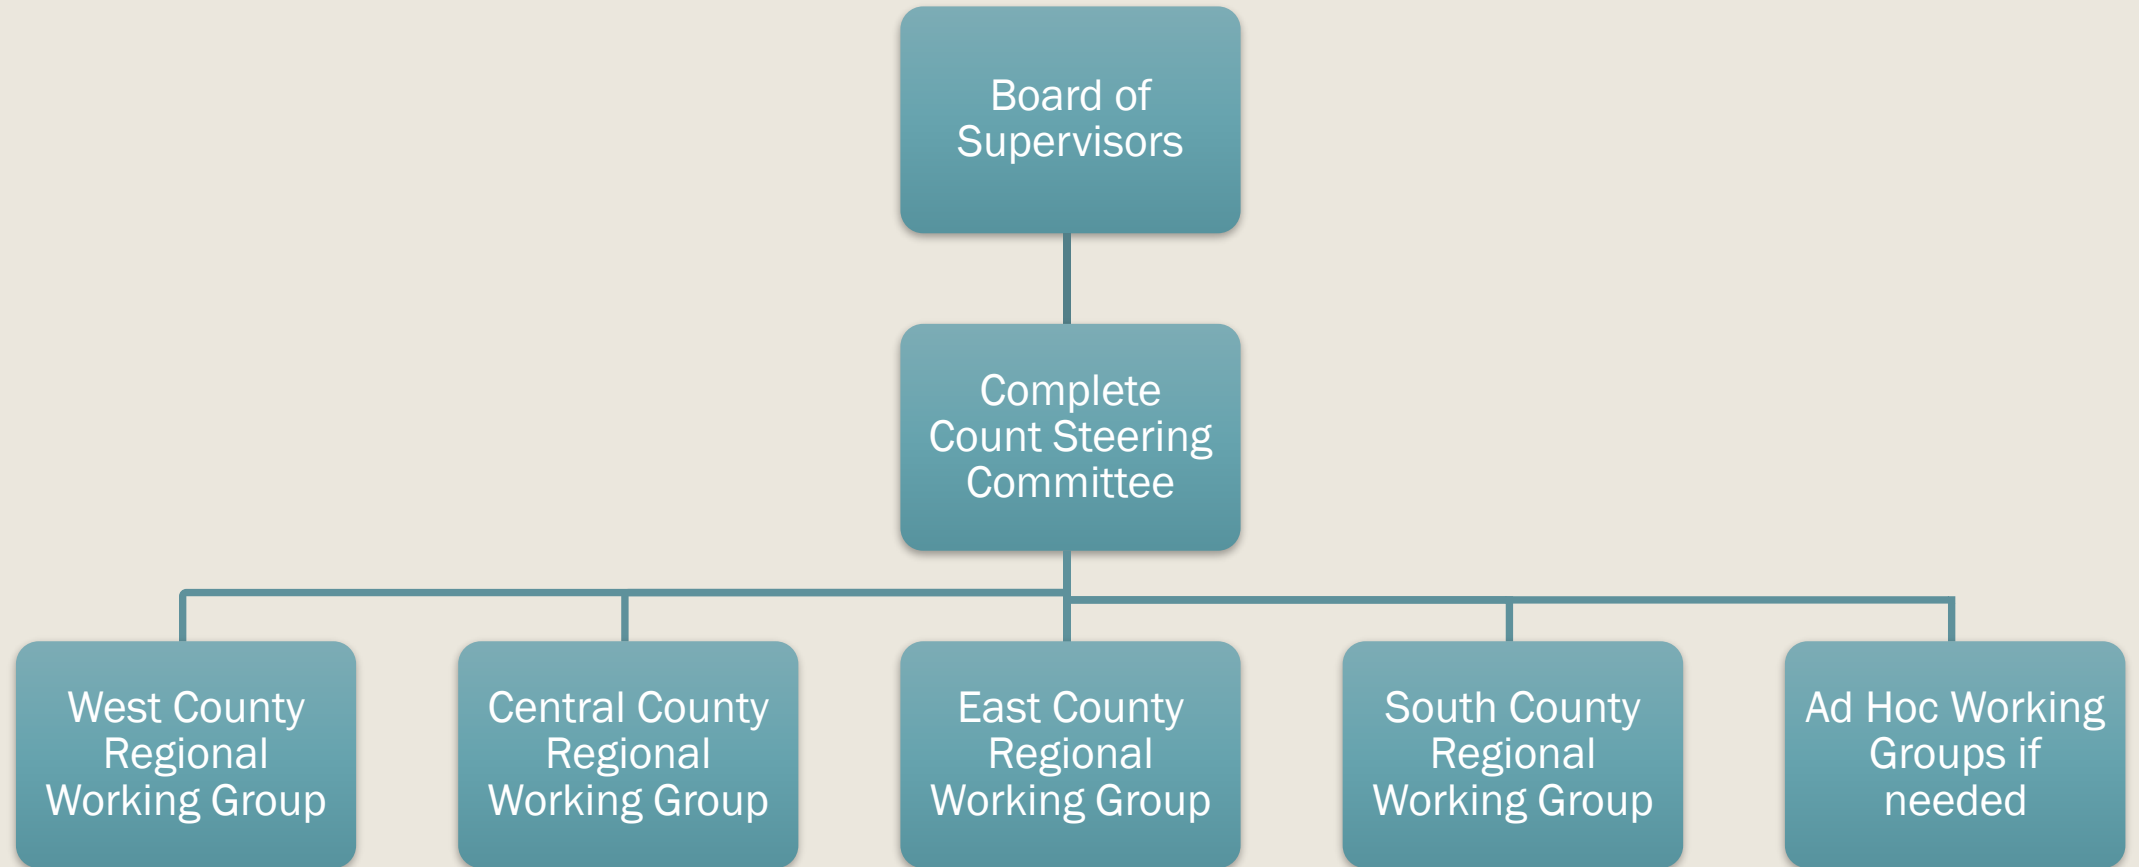 Board of
Supervisors
Complete
Count Steering
Committee
West County
Regional
Working Group
Central County
Regional
Working Group
East County
Regional
Working Group
South County
Regional
Working Group
Ad Hoc Working
Groups if
needed